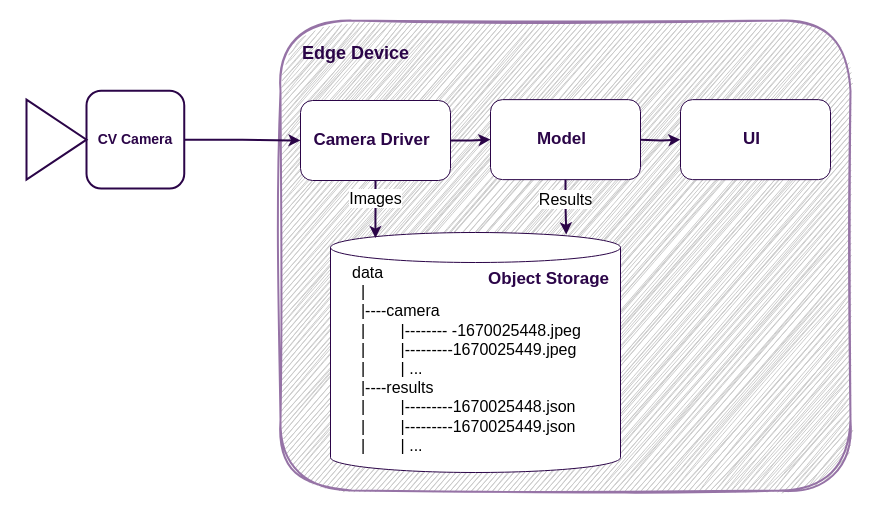 Edge Device
CV Camera
Camera Driver
Model
UI
Images
Results
Object Storage
data
|
|----camera
|        |-------- -1670025448.jpeg
|        |---------1670025449.jpeg
|        | ...
|----results
|        |---------1670025448.json
|        |---------1670025449.json
|        | ...